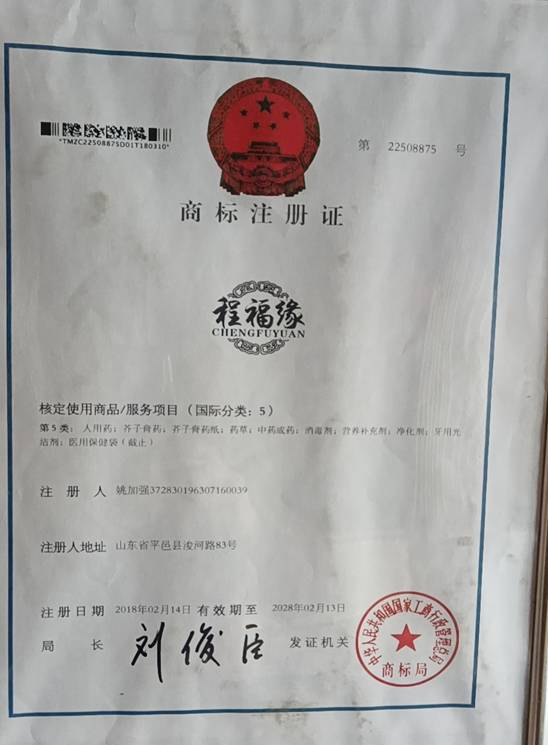 *TMZC22508875D01T180310*
第 22508875 号
商标注册证
程福缘
CHENGFUYUAN
核定使用商品/服务项目（国际分类：5）
第5类：人用药；芥子膏药；芥子膏药纸；药草；中药成药；消毒剂；营养补充剂；净化剂；牙用光
洁剂；医用保健袋（截止）
注册人 姚加强372830196307160039
注册人地址 山东省平邑县浚河路83号
注册日期 2018年02月14日 有效期至 2028年02月13日
局长 刘俊臣 发证机关
中华人民共和国国家工商行政管理总局
商标局